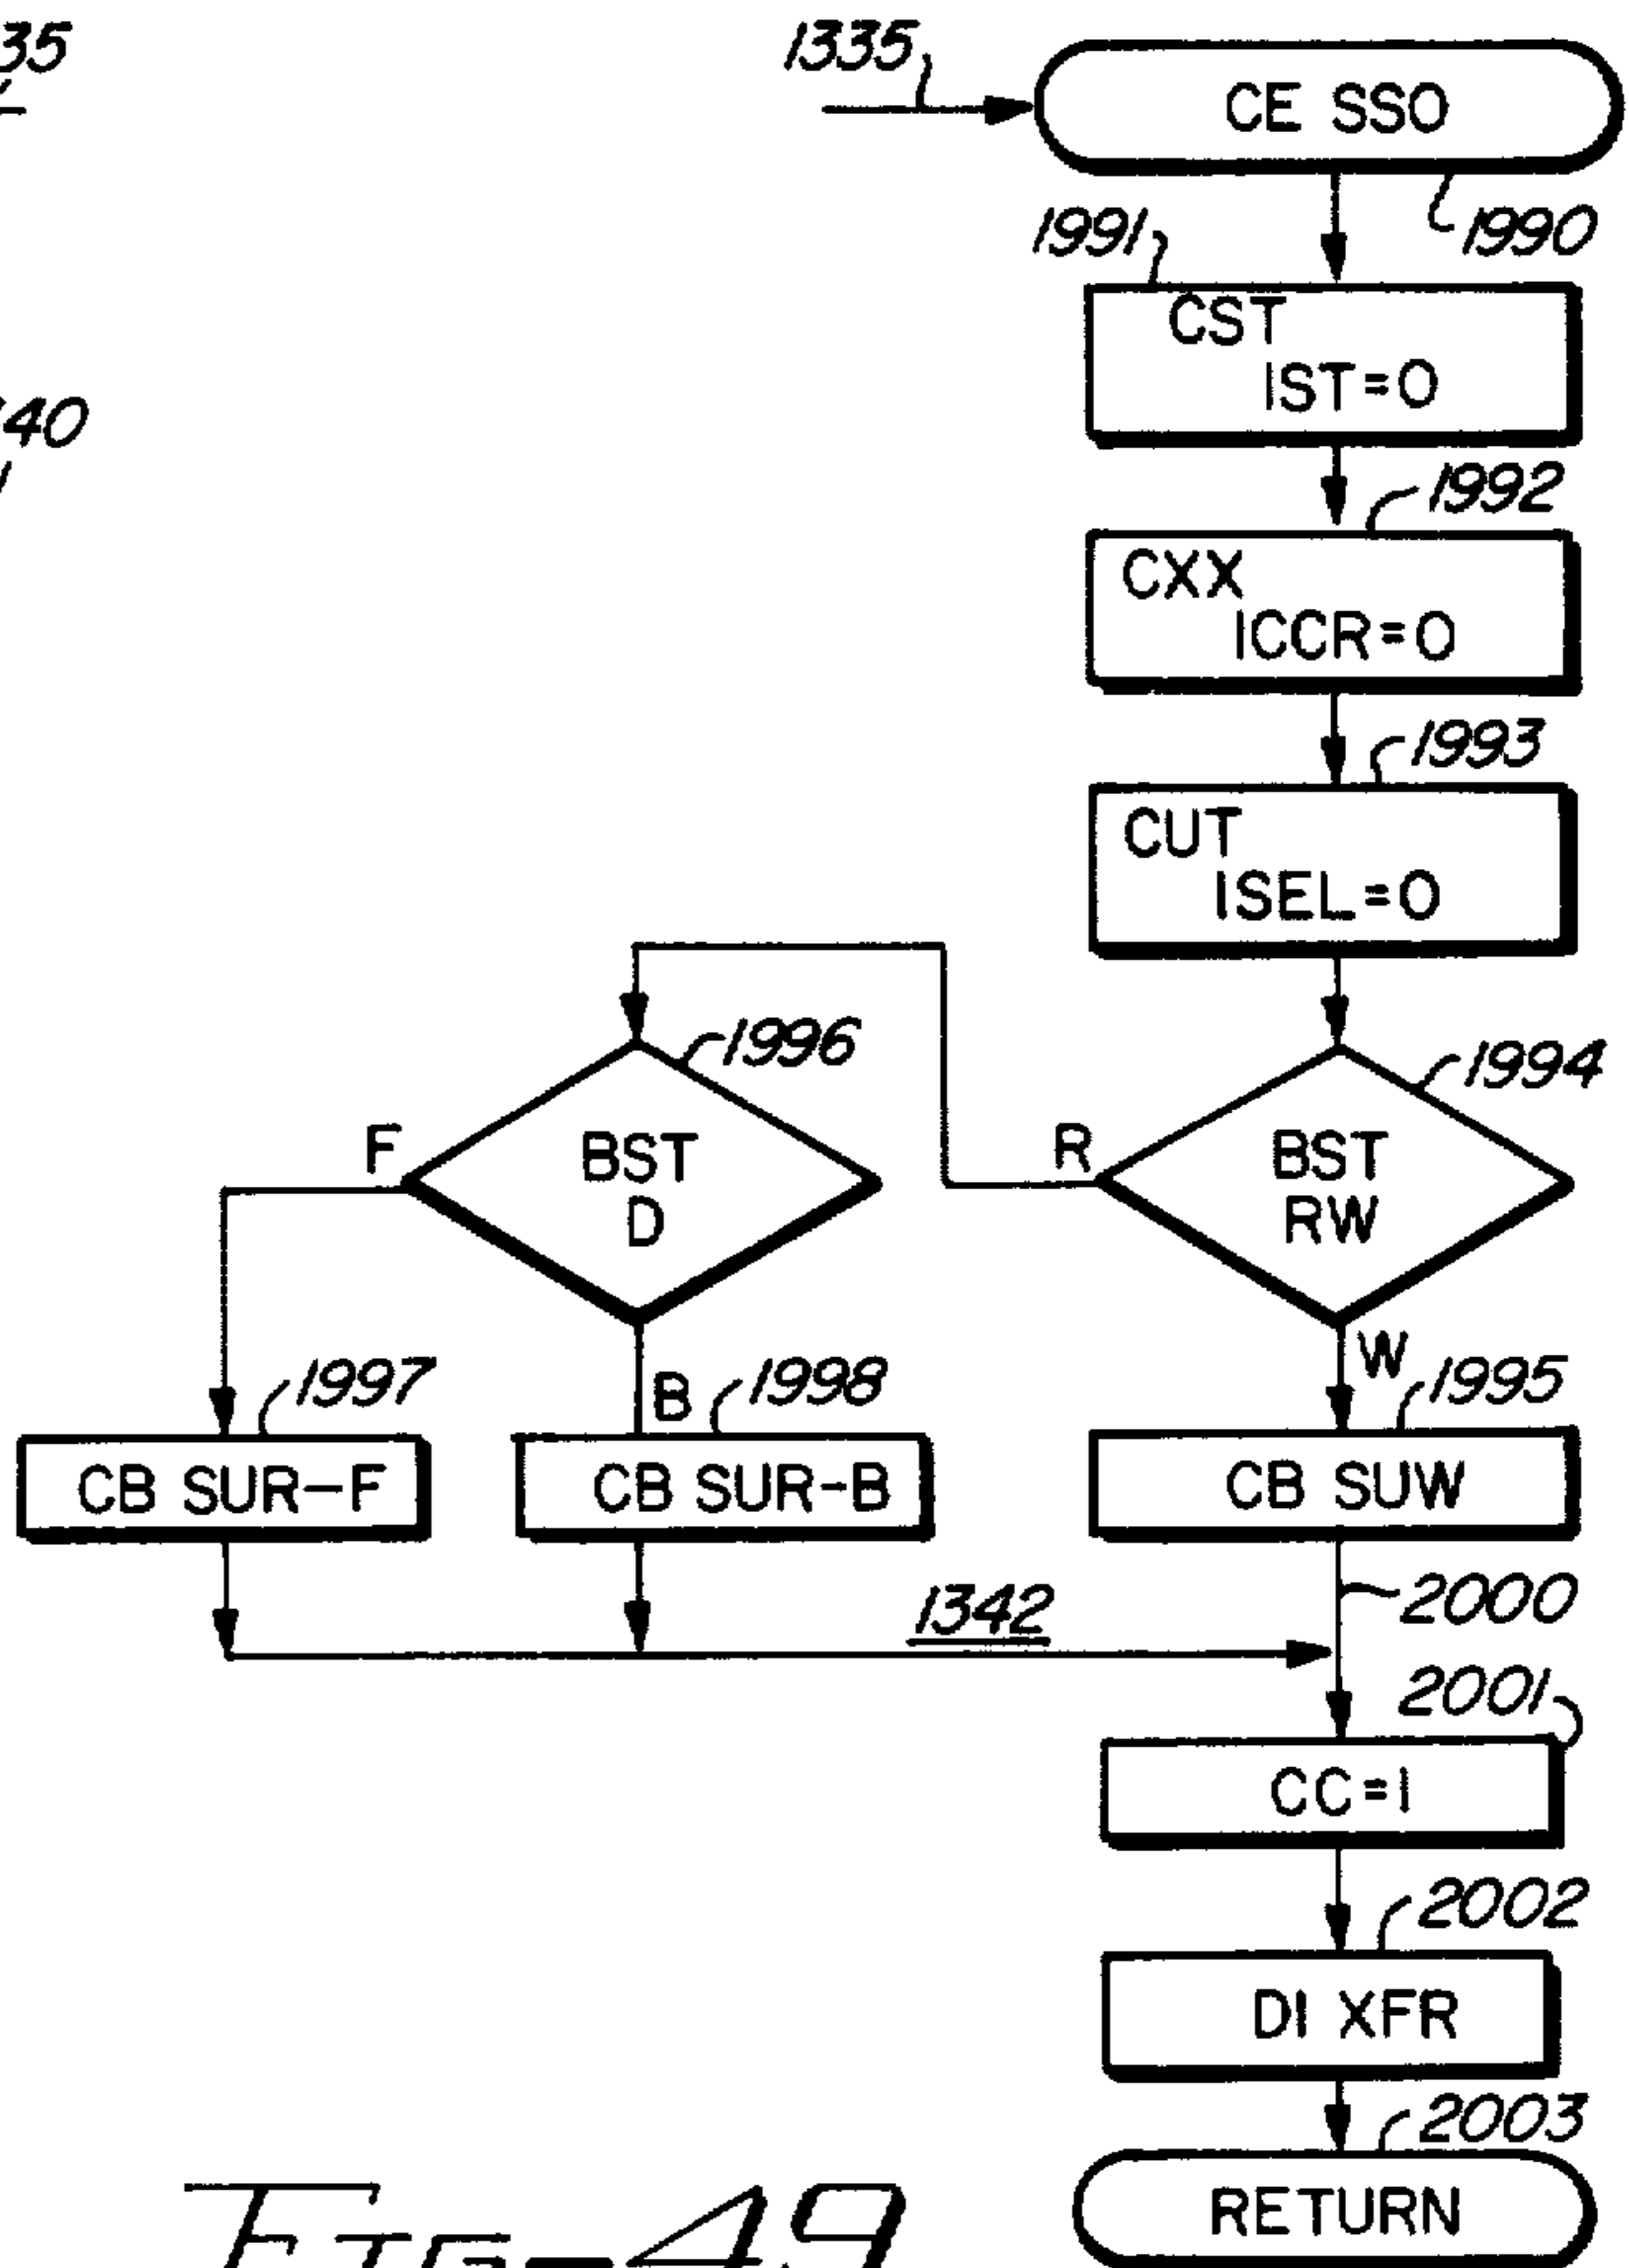 35
1335
CE SSO
1990
1991
CST
IST=0
40
1992
CXX
ICCR=0
1993
CUT
ISEL=0
1996
1994
F
BST
D
R
BST
RW
W
1997
B
1998
1995
CB SUR-F
CB SUR-B
CB SUW
1342
2000
2001
CC=1
2002
DI XFR
2003
RETURN
FIG-49